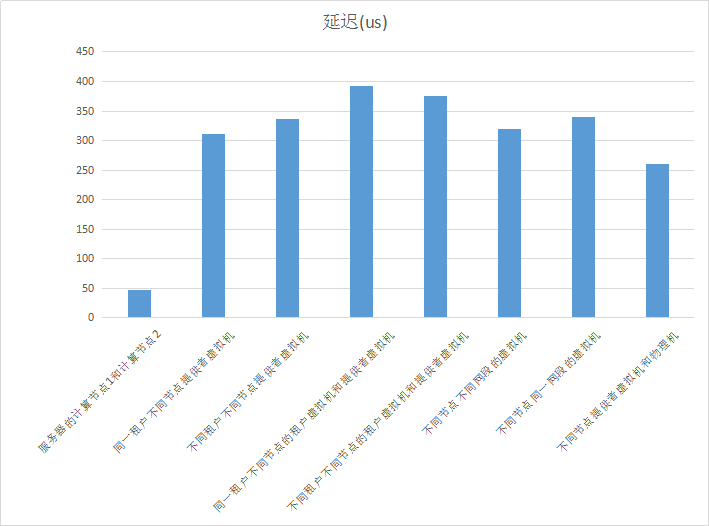 延迟(us)
450
400
350
300
250
200
150
100
50
0
服务器的计算节点1和计算节点2
同一租户不同节点提供者虚拟机
不同租户不同节点提供者虚拟机
同一租户不同节点的租户虚拟机和提供者虚拟机
不同租户不同节点的租户虚拟机和提供者虚拟机
不同节点不同网段的虚拟机
不同节点同一网段的虚拟机
不同节点提供者虚拟机和物理机